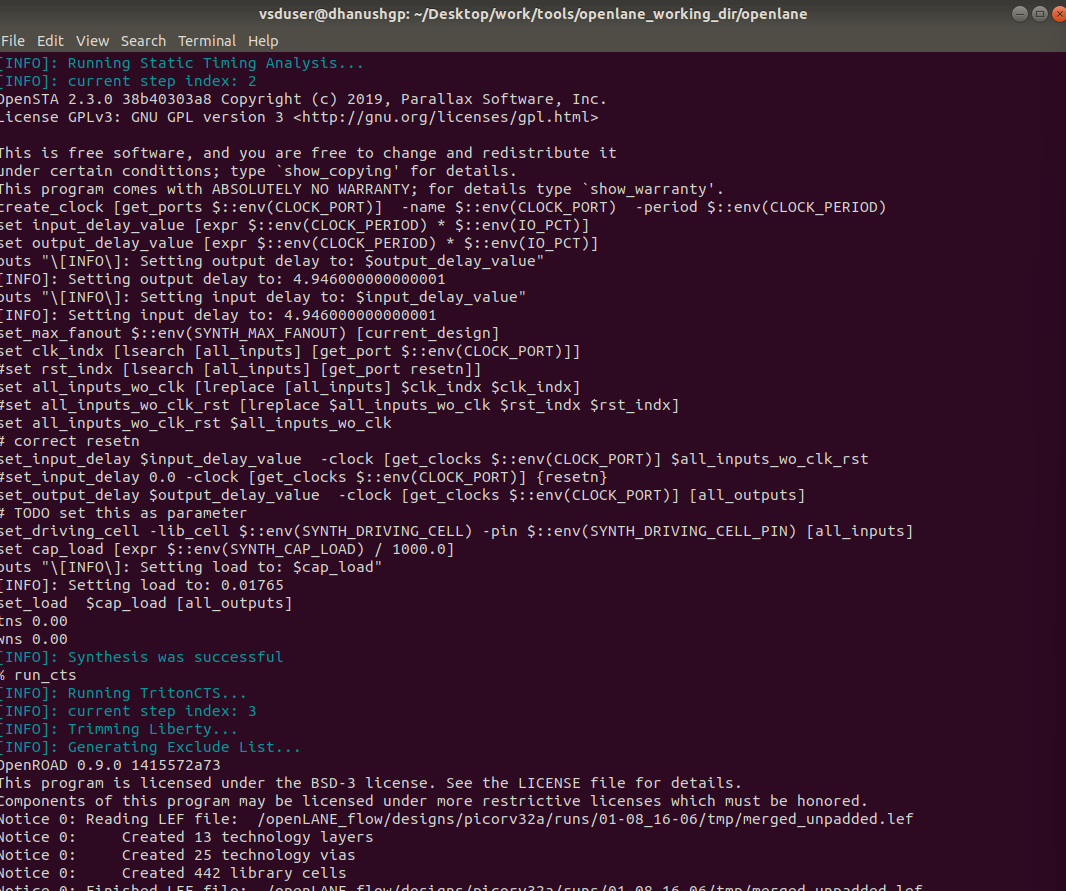 vsduser@dhanushgp: ~/Desktop/work/tools/openlane_working_dir/openlane
File Edit View Search Terminal Help
[INFO]: Running Static Timing Analysis...
[INFO]: current step index: 2
OpenSTA 2.3.0 38b40303a8 Copyright (c) 2019, Parallax Software, Inc.
License GPLv3: GNU GPL version 3 <http://gnu.org/licenses/gpl.html>
This is free software, and you are free to change and redistribute it
under certain conditions; type `show_copying' for details.
This program comes with ABSOLUTELY NO WARRANTY; for details type `show_warranty'.
create_clock [get_ports $::env(CLOCK_PORT)]  -name $::env(CLOCK_PORT)  -period $::env(CLOCK_PERIOD)
set input_delay_value [expr $::env(CLOCK_PERIOD) * $::env(IO_PCT)]
set output_delay_value [expr $::env(CLOCK_PERIOD) * $::env(IO_PCT)]
puts "\[INFO\]: Setting output delay to: $output_delay_value"
[INFO]: Setting output delay to: 4.946000000000001
puts "\[INFO\]: Setting input delay to: $input_delay_value"
[INFO]: Setting input delay to: 4.946000000000001
set_max_fanout $::env(SYNTH_MAX_FANOUT) [current_design]
set clk_indx [lsearch [all_inputs] [get_port $::env(CLOCK_PORT)]]
#set rst_indx [lsearch [all_inputs] [get_port resetn]]
set all_inputs_wo_clk [lreplace [all_inputs] $clk_indx $clk_indx]
#set all_inputs_wo_clk_rst [lreplace $all_inputs_wo_clk $rst_indx $rst_indx]
set all_inputs_wo_clk_rst $all_inputs_wo_clk
# correct resetn
set_input_delay $input_delay_value  -clock [get_clocks $::env(CLOCK_PORT)] $all_inputs_wo_clk_rst
#set_input_delay 0.0 -clock [get_clocks $::env(CLOCK_PORT)] {resetn}
set_output_delay $output_delay_value  -clock [get_clocks $::env(CLOCK_PORT)] [all_outputs]
# TODO set this as parameter
set_driving_cell -lib_cell $::env(SYNTH_DRIVING_CELL) -pin $::env(SYNTH_DRIVING_CELL_PIN) [all_inputs]
set cap_load [expr $::env(SYNTH_CAP_LOAD) / 1000.0]
puts "\[INFO\]: Setting load to: $cap_load"
[INFO]: Setting load to: 0.01765
set_load  $cap_load [all_outputs]
tns 0.00
wns 0.00
[INFO]: Synthesis was successful
% run_cts
[INFO]: Running TritonCTS...
[INFO]: current step index: 3
[INFO]: Trimming Liberty...
[INFO]: Generating Exclude List...
OpenROAD 0.9.0 1415572a73
This program is licensed under the BSD-3 license. See the LICENSE file for details.
Components of this program may be licensed under more restrictive licenses which must be honored.
Notice 0: Reading LEF file:  /openLANE_flow/designs/picorv32a/runs/01-08_16-06/tmp/merged_unpadded.lef
Notice 0:     Created 13 technology layers
Notice 0:     Created 25 technology vias
Notice 0:     Created 442 library cells
Notice 0: Finished LEF file:  /openLANE_flow/designs/picorv32a/runs/01-08_16-06/tmp/merged_unpadded.lef